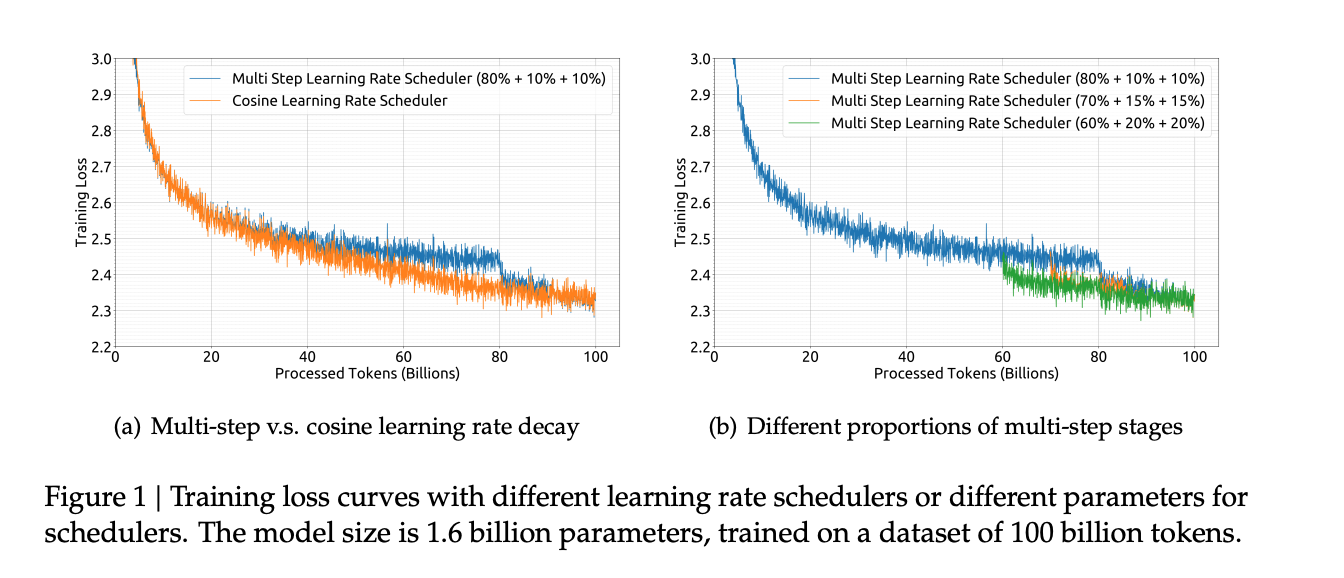 3.0
2.9
2.8
2.7
2.6
2.5
2.4
2.3
2.2
Training Loss
Multi Step Learning Rate Scheduler (80% + 10% + 10%)
Cosine Learning Rate Scheduler
0 20 40 60 80 100
Processed Tokens (Billions)
(a) Multi-step v.s. cosine learning rate decay
3.0
2.9
2.8
2.7
2.6
2.5
2.4
2.3
2.2
Training Loss
Multi Step Learning Rate Scheduler (80% + 10% + 10%)
Multi Step Learning Rate Scheduler (70% + 15% + 15%)
Multi Step Learning Rate Scheduler (60% + 20% + 20%)
0 20 40 60 80 100
Processed Tokens (Billions)
(b) Different proportions of multi-step stages
Figure 1 | Training loss curves with different learning rate schedulers or different parameters for
schedulers. The model size is 1.6 billion parameters, trained on a dataset of 100 billion tokens.